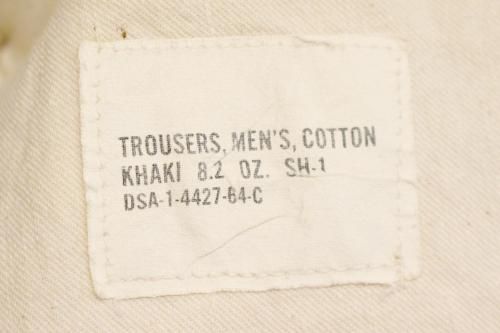 TROUSERS, MEN'S, COTTON
KHAKI 8.2 OZ. SH-1
DSA-1-4427-64-C